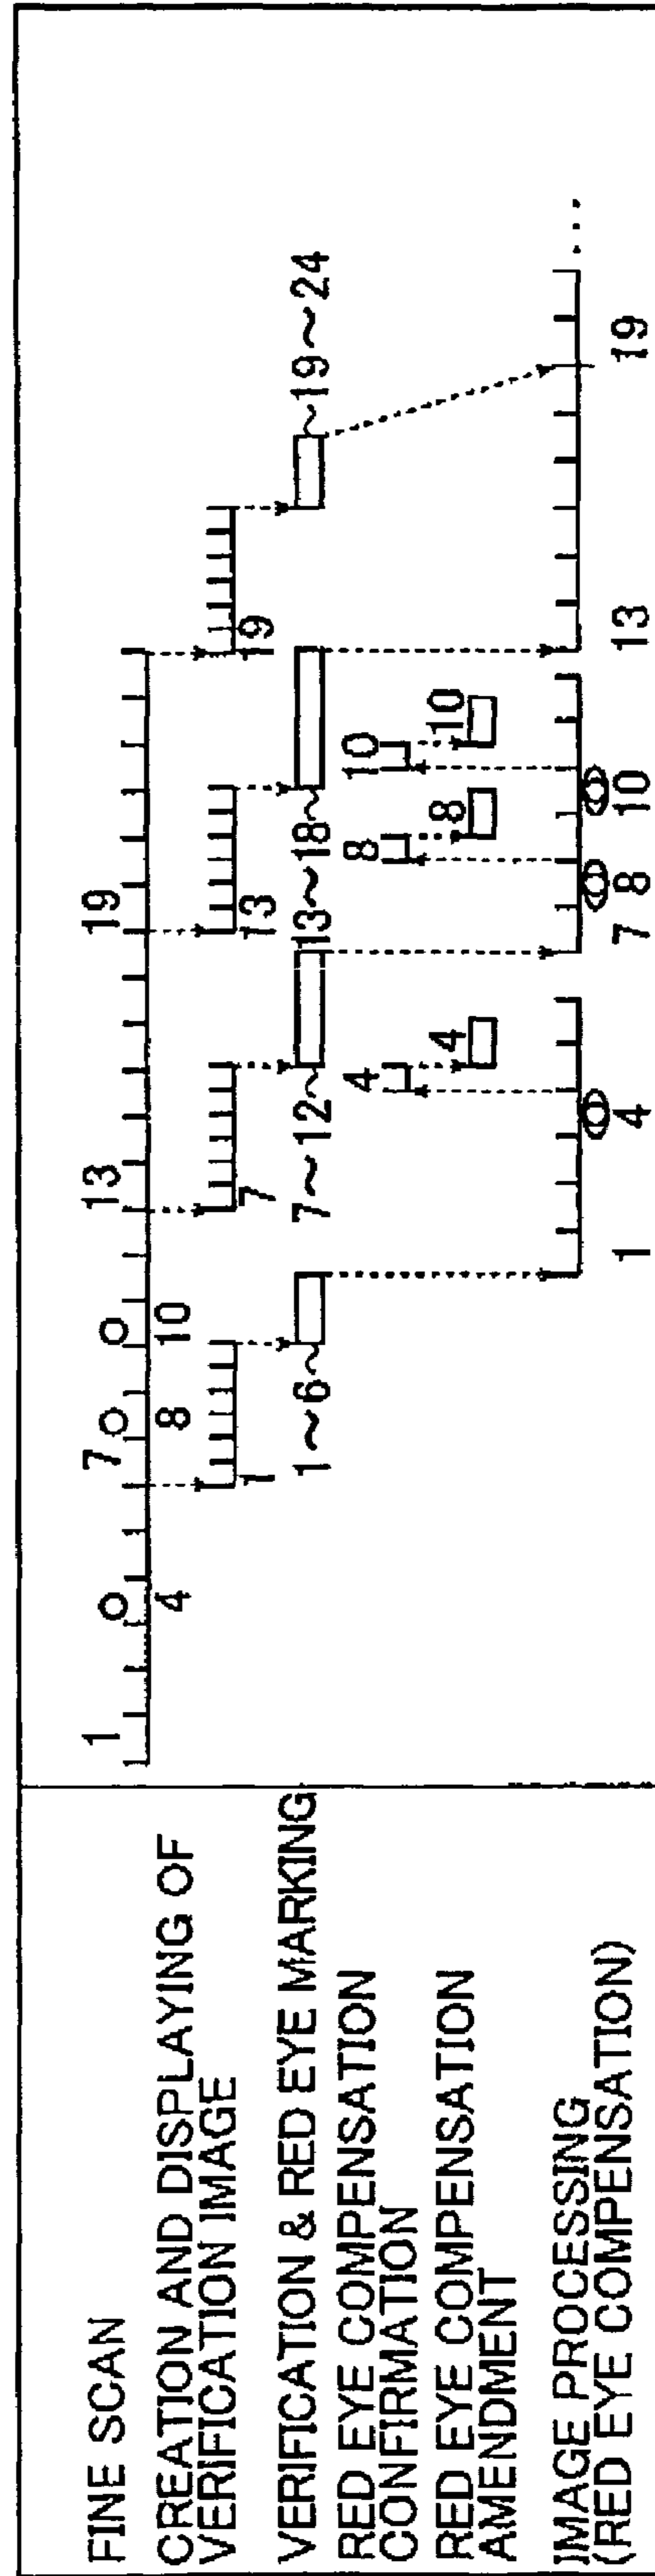 FINE SCAN
CREATION AND DISPLAYING OF
VERIFICATION IMAGE
VERIFICATION & RED EYE MARKING
RED EYE COMPENSATION
CONFIRMATION
RED EYE COMPENSATION
AMENDMENT
IMAGE PROCESSING
(RED EYE COMPENSATION)
1 7 13 19
4 8 10
1 7 13 19
1~6 7~12 13~18 19~24
4 8 10
4 8 10
1 4 7 8 10 13 19 ...